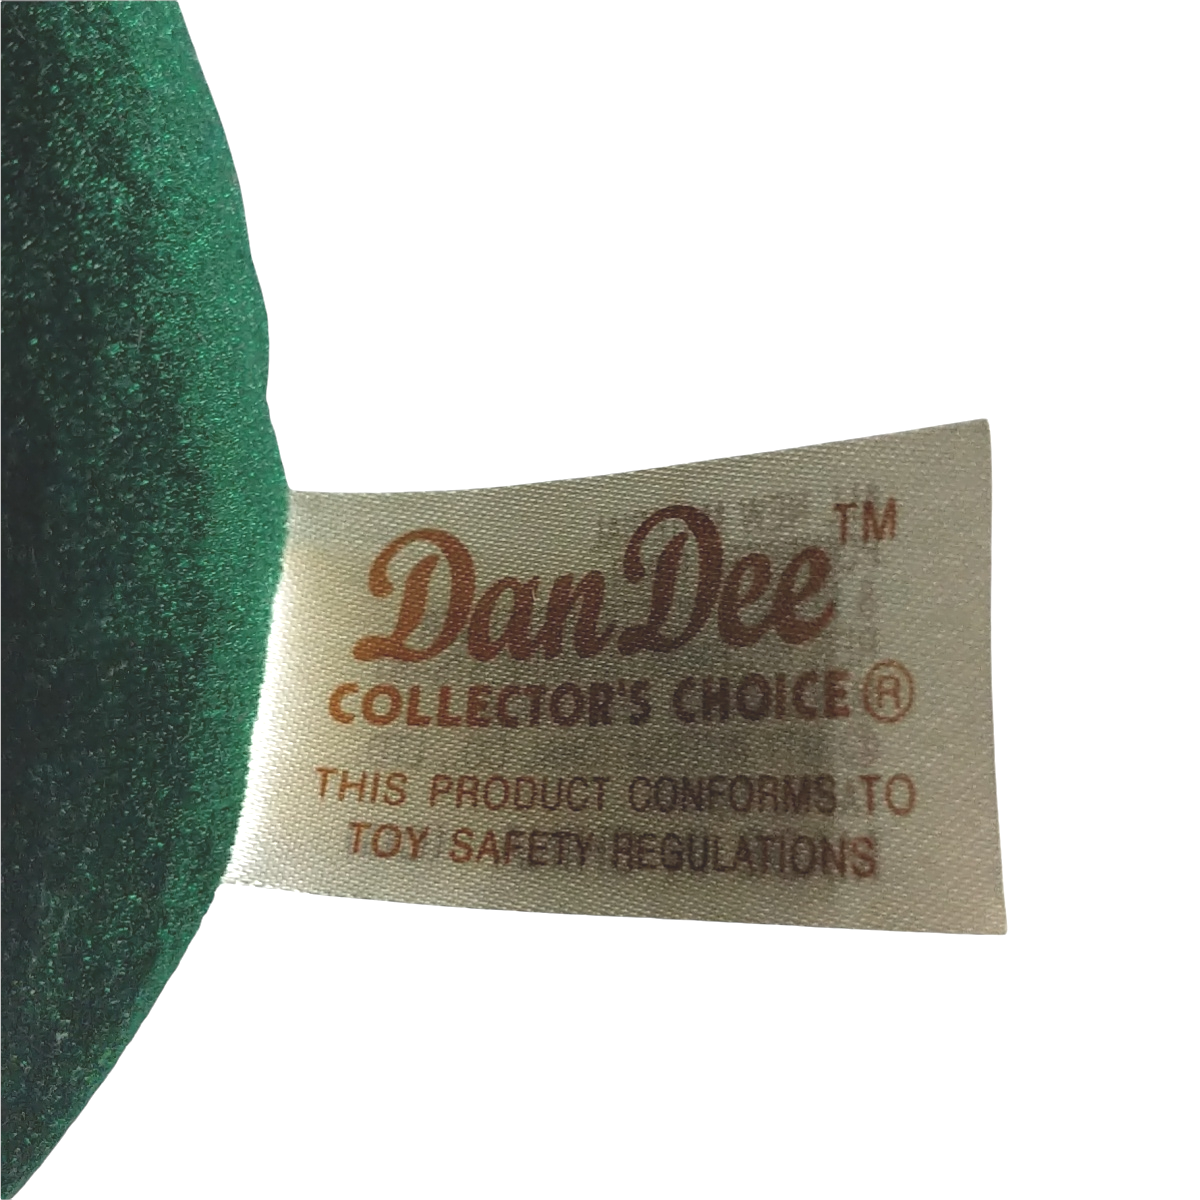 DanDee™
COLLECTOR'S CHOICE®
THIS PRODUCT CONFORMS TO
TOY SAFETY REGULATIONS